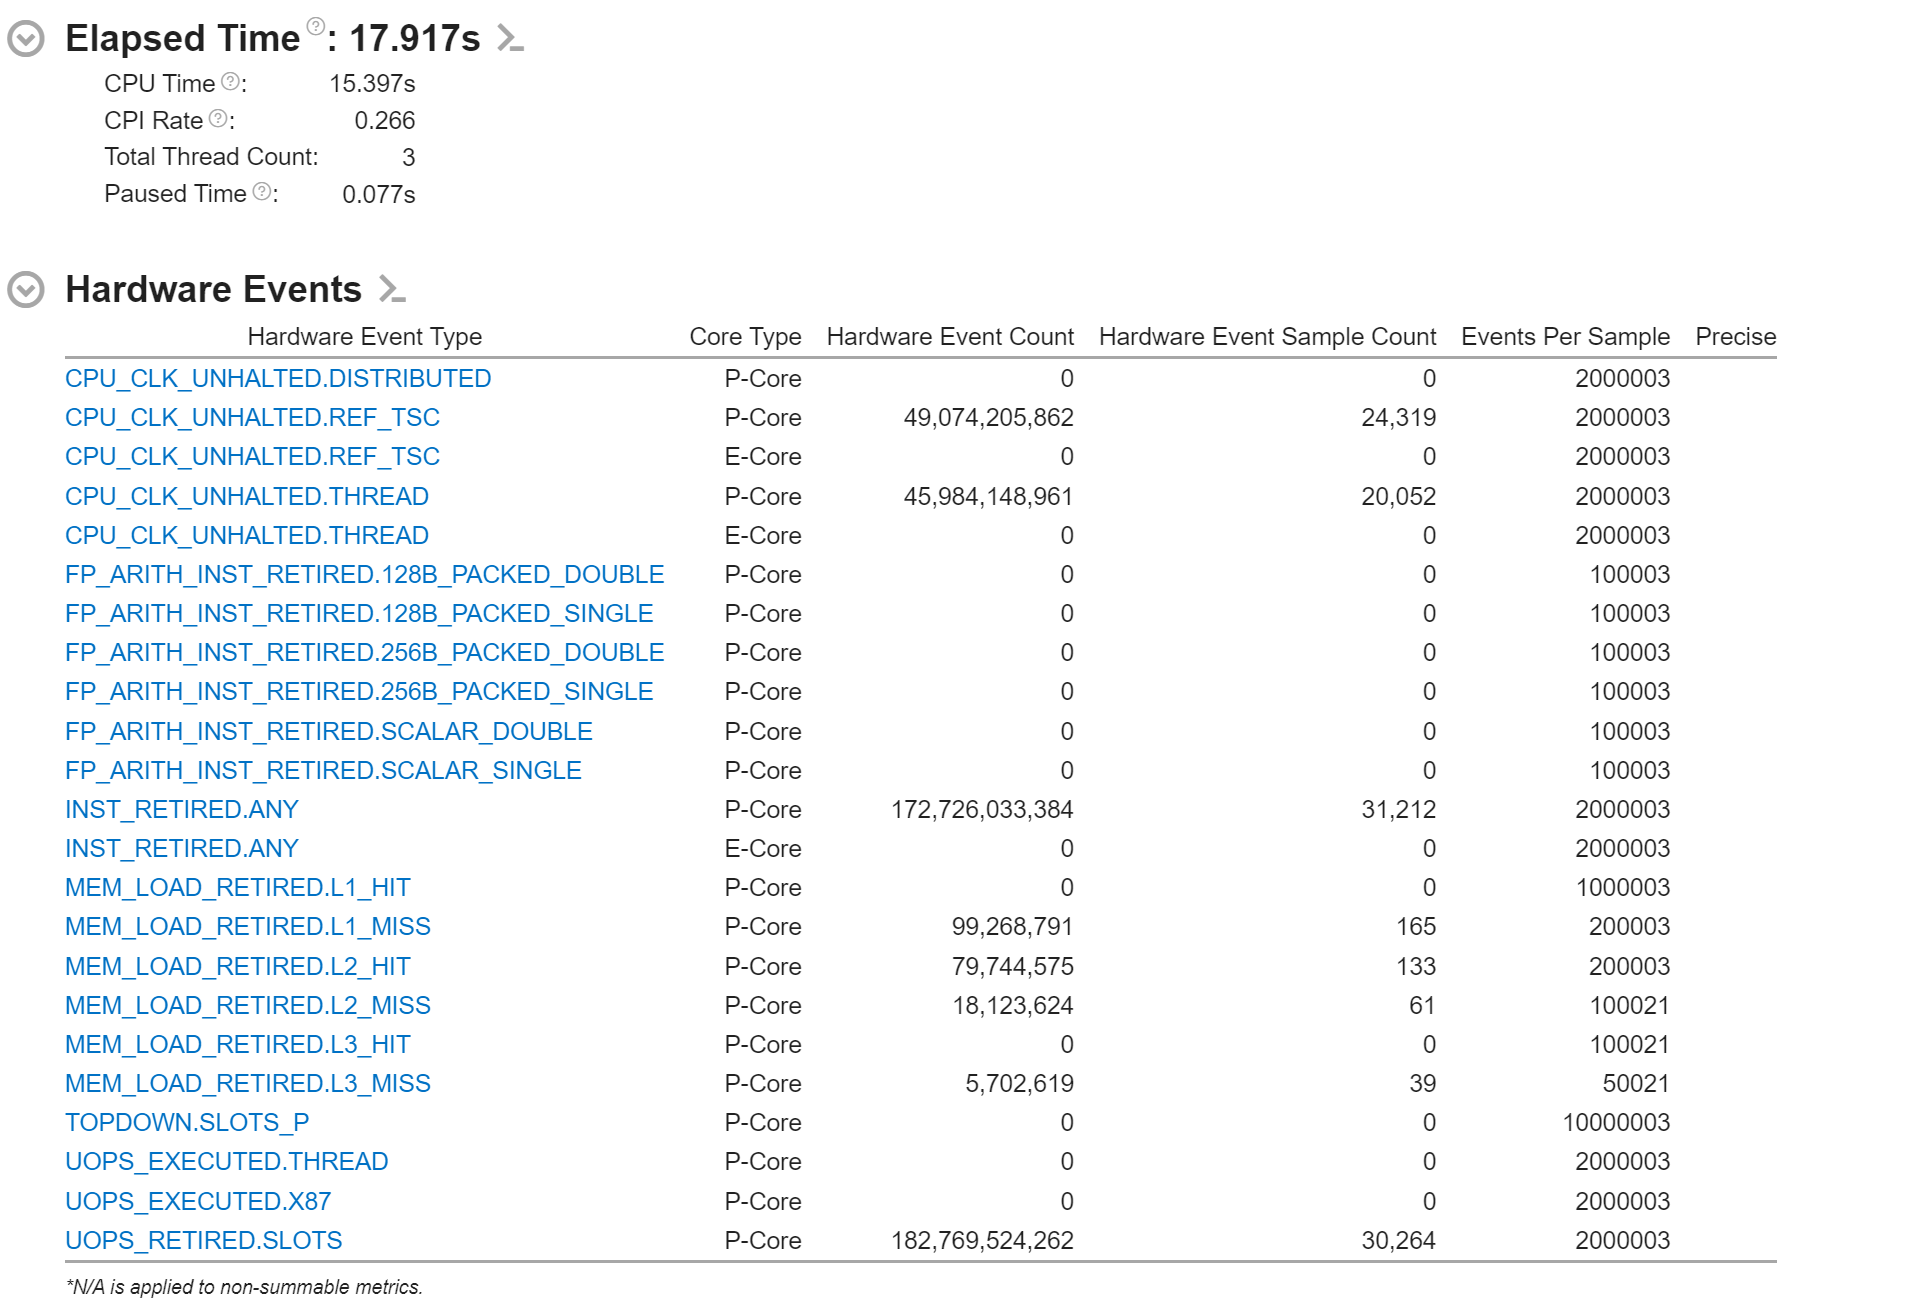 Elapsed Time ?: 17.917s >_
CPU Time ?: 15.397s
CPI Rate ?: 0.266
Total Thread Count: 3
Paused Time ?: 0.077s
Hardware Events >_
Hardware Event Type Core Type Hardware Event Count Hardware Event Sample Count Events Per Sample Precise
CPU_CLK_UNHALTED.DISTRIBUTED P-Core 0 0 2000003
CPU_CLK_UNHALTED.REF_TSC P-Core 49,074,205,862 24,319 2000003
CPU_CLK_UNHALTED.REF_TSC E-Core 0 0 2000003
CPU_CLK_UNHALTED.THREAD P-Core 45,984,148,961 20,052 2000003
CPU_CLK_UNHALTED.THREAD E-Core 0 0 2000003
FP_ARITH_INST_RETIRED.128B_PACKED_DOUBLE P-Core 0 0 100003
FP_ARITH_INST_RETIRED.128B_PACKED_SINGLE P-Core 0 0 100003
FP_ARITH_INST_RETIRED.256B_PACKED_DOUBLE P-Core 0 0 100003
FP_ARITH_INST_RETIRED.256B_PACKED_SINGLE P-Core 0 0 100003
FP_ARITH_INST_RETIRED.SCALAR_DOUBLE P-Core 0 0 100003
FP_ARITH_INST_RETIRED.SCALAR_SINGLE P-Core 0 0 100003
INST_RETIRED.ANY P-Core 172,726,033,384 31,212 2000003
INST_RETIRED.ANY E-Core 0 0 2000003
MEM_LOAD_RETIRED.L1_HIT P-Core 0 0 1000003
MEM_LOAD_RETIRED.L1_MISS P-Core 99,268,791 165 200003
MEM_LOAD_RETIRED.L2_HIT P-Core 79,744,575 133 200003
MEM_LOAD_RETIRED.L2_MISS P-Core 18,123,624 61 100021
MEM_LOAD_RETIRED.L3_HIT P-Core 0 0 100021
MEM_LOAD_RETIRED.L3_MISS P-Core 5,702,619 39 50021
TOPDOWN.SLOTS_P P-Core 0 0 10000003
UOPS_EXECUTED.THREAD P-Core 0 0 2000003
UOPS_EXECUTED.X87 P-Core 0 0 2000003
UOPS_RETIRED.SLOTS P-Core 182,769,524,262 30,264 2000003
*N/A is applied to non-summable metrics.